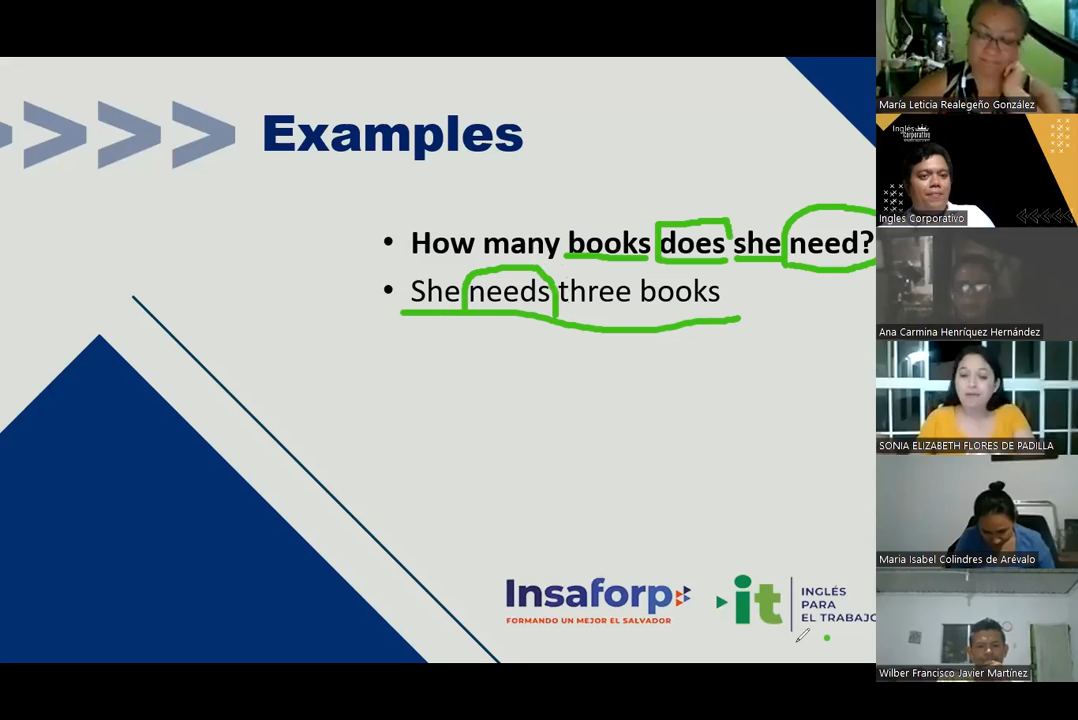 Examples
• How many books does she need?
• She needs three books
Insaforp
FORMANDO UN MEJOR EL SALVADOR
it
INGLÉS
PARA
EL TRABAJO
María Leticia Realegeño González
Inglés
Corporativo
Ingles Corporativo
Ana Carmina Henríquez Hernández
SONIA ELIZABETH FLORES DE PADILLA
Maria Isabel Colindres de Arévalo
Wilber Francisco Javier Martínez